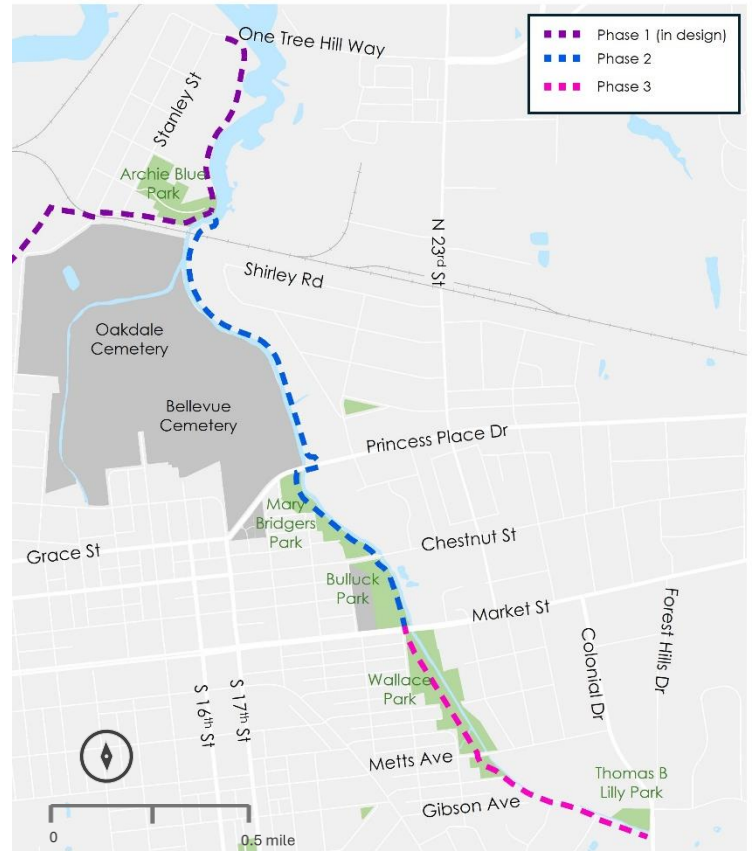 One Tree Hill Way
Phase 1 (in design)
Phase 2
Phase 3
Stanley St
Archie Blue
Park
N 23rd St
Shirley Rd
Oakdale
Cemetery
Bellevue
Cemetery
Princess Place Dr
Mary
Bridgers
Park
Chestnut St
Grace St
Bulluck
Park
Market St
Forest Hills Dr
Colonial Dr
Wallace
Park
S 16th St
S 17th St
Metts Ave
Thomas B
Lilly Park
Gibson Ave
0
0.5 mile